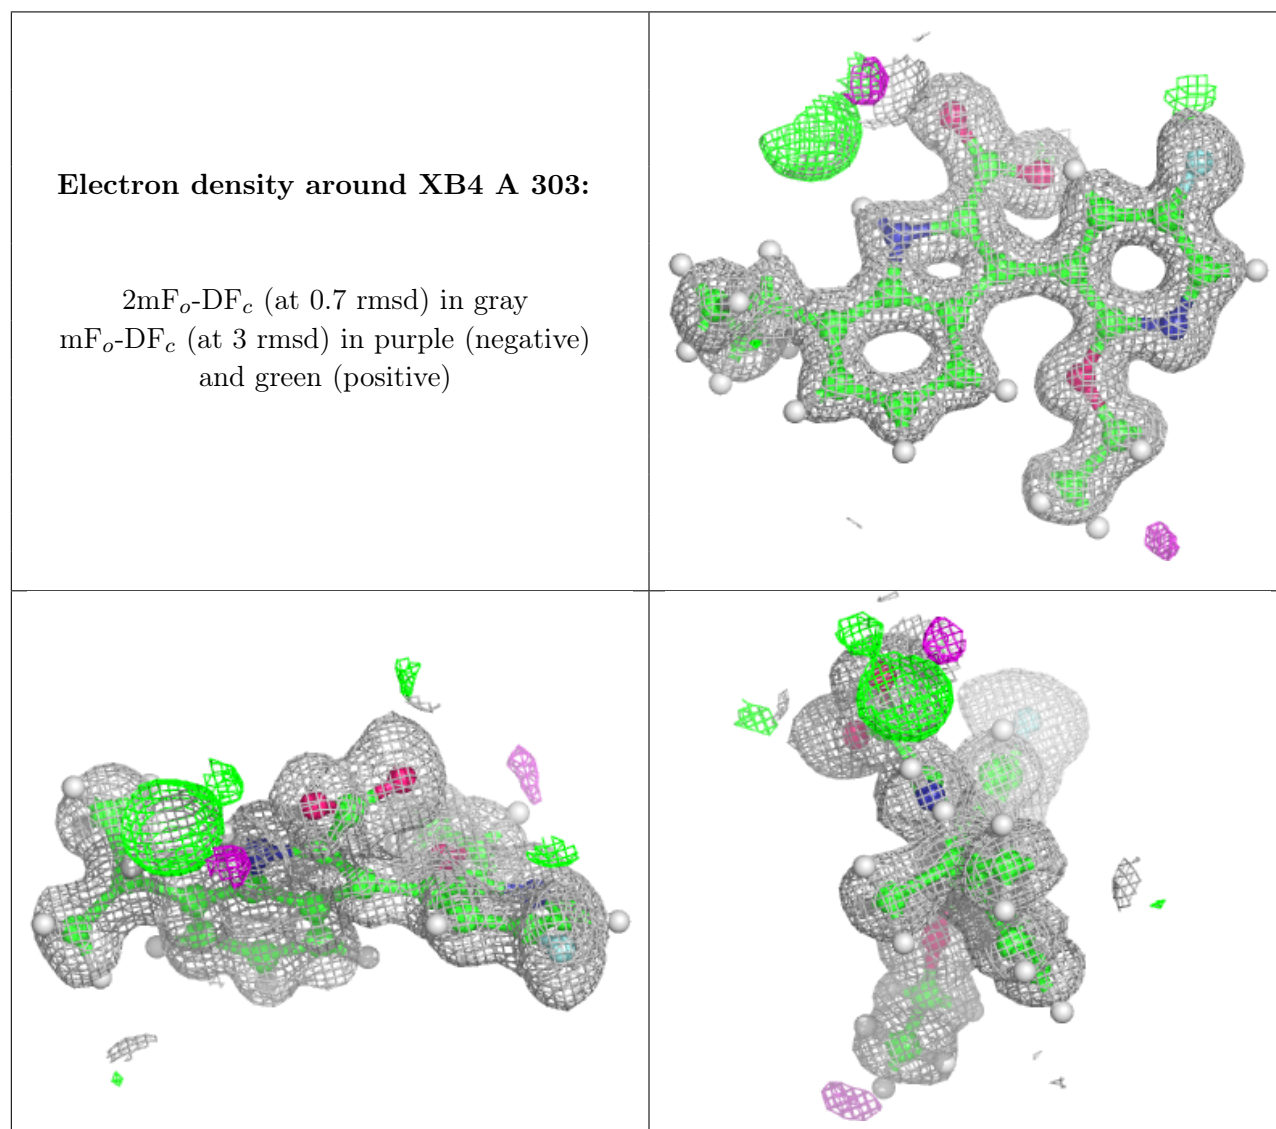 Electron density around XB4 A 303:
2mFo-DFc (at 0.7 rmsd) in gray
mFo-DFc (at 3 rmsd) in purple (negative)
and green (positive)